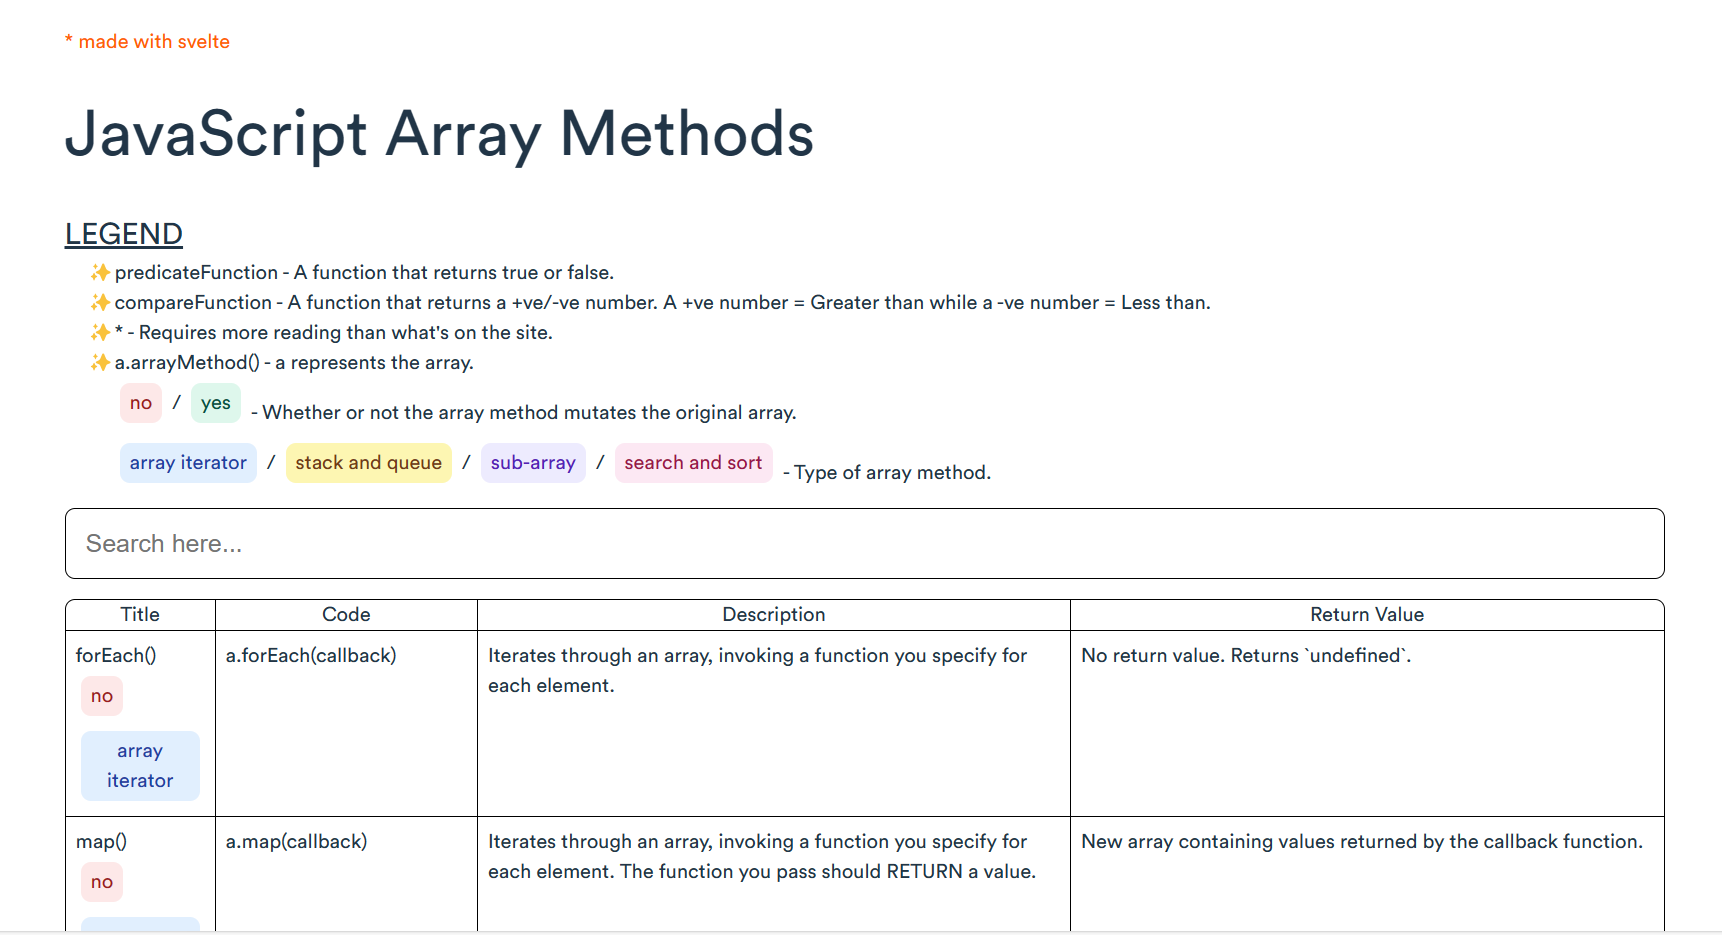 * made with svelte
JavaScript Array Methods
LEGEND
✨ predicateFunction - A function that returns true or false.
✨ compareFunction - A function that returns a +ve/-ve number. A +ve number = Greater than while a -ve number = Less than.
✨ * - Requires more reading than what's on the site.
✨ a.arrayMethod() - a represents the array.
no / yes - Whether or not the array method mutates the original array.
array iterator / stack and queue / sub-array / search and sort - Type of array method.
Search here...
Title Code Description Return Value
forEach() a.forEach(callback) Iterates through an array, invoking a function you specify for No return value. Returns `undefined`.
each element.
no
array
iterator
map() a.map(callback) Iterates through an array, invoking a function you specify for New array containing values returned by the callback function.
each element. The function you pass should RETURN a value.
no